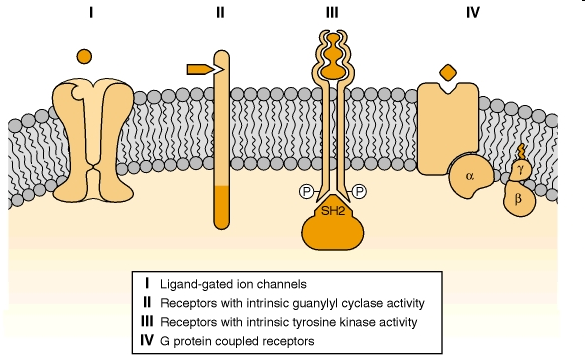 I II III IV
P P
SH2
α γ
β
I Ligand-gated ion channels
II Receptors with intrinsic guanylyl cyclase activity
III Receptors with intrinsic tyrosine kinase activity
IV G protein coupled receptors